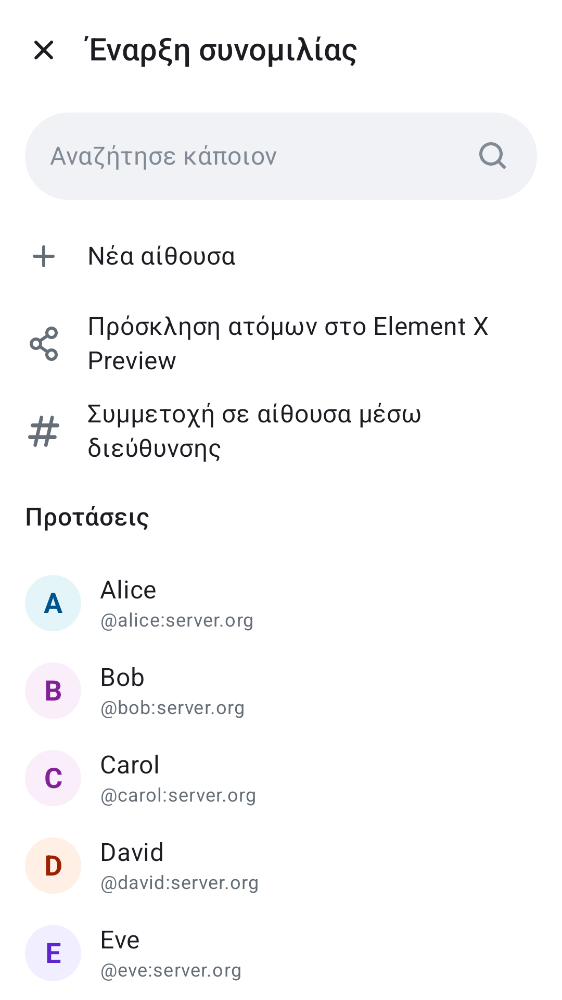 Έναρξη συνομιλίας
Αναζήτησε κάποιον
Νέα αίθουσα
Πρόσκληση ατόμων στο Element X
Preview
Συμμετοχή σε αίθουσα μέσω
διεύθυνσης
Προτάσεις
A
Alice
@alice:server.org
B
Bob
@bob:server.org
C
Carol
@carol:server.org
D
David
@david:server.org
E
Eve
@eve:server.org